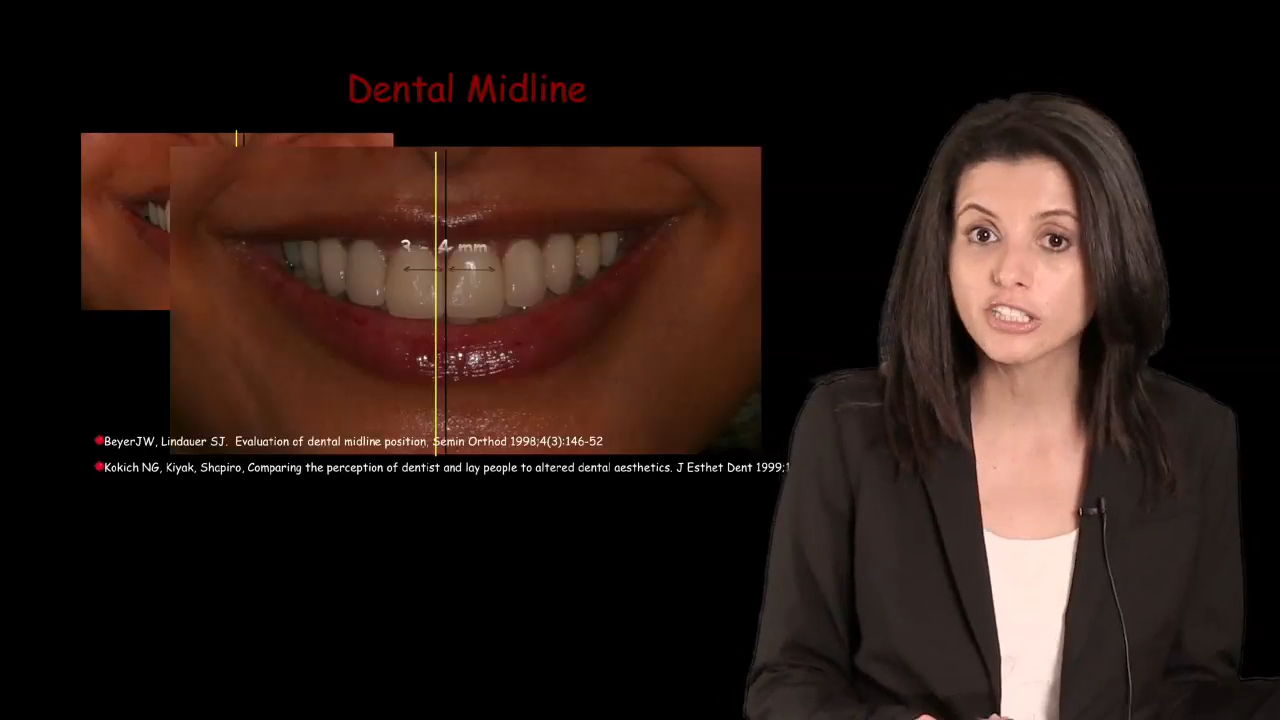 Dental Midline
3 - 4 mm
BeyerJW, Lindauer SJ. Evaluation of dental midline position, Semin Orthod 1998;4(3):146-52
Kokich NG, Kiyak, Shapiro, Comparing the perception of dentist and lay people to altered dental aesthetics. J Esthet Dent 1999;1